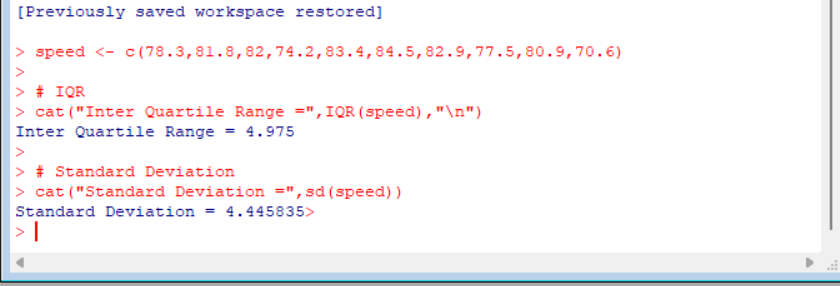 [Previously saved workspace restored]
> speed <- c(78.3,81.8,82,74.2,83.4,84.5,82.9,77.5,80.9,70.6)
>
> # IQR
> cat("Inter Quartile Range =",IQR(speed),"\n")
Inter Quartile Range = 4.975
>
> # Standard Deviation
> cat("Standard Deviation =",sd(speed))
Standard Deviation = 4.445835>
>